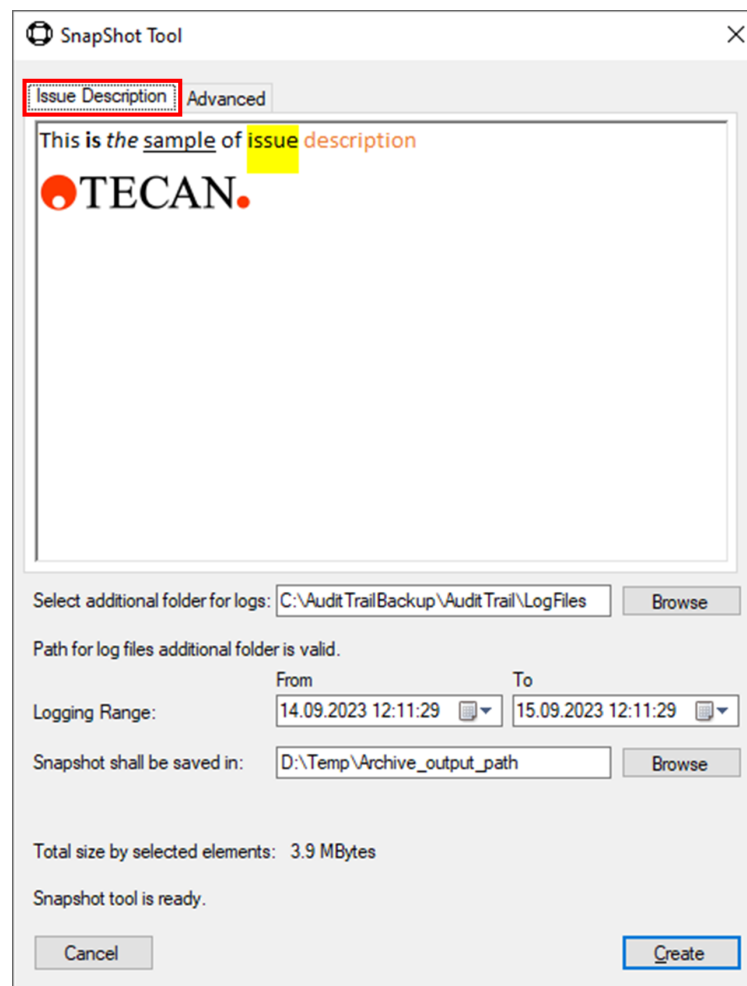 SnapShot Tool
Issue Description Advanced
This is the sample of issue description
TECAN.
Select additional folder for logs: C:\AuditTrailBackup\AuditTrail\LogFiles Browse
Path for log files additional folder is valid.
From To
Logging Range: 14.09.2023 12:11:29 15.09.2023 12:11:29
Snapshot shall be saved in: D:\Temp\Archive_output_path Browse
Total size by selected elements: 3.9 MBytes
Snapshot tool is ready.
Cancel Create